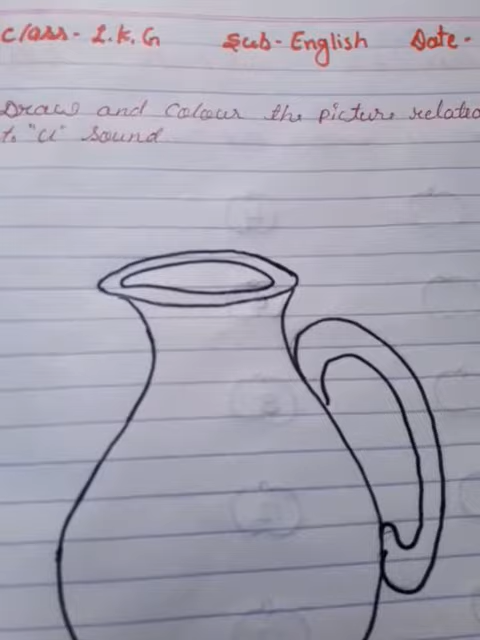 Class- L.K.G Sub- English Date-
Draw and Colour the picture related
to "U" sound